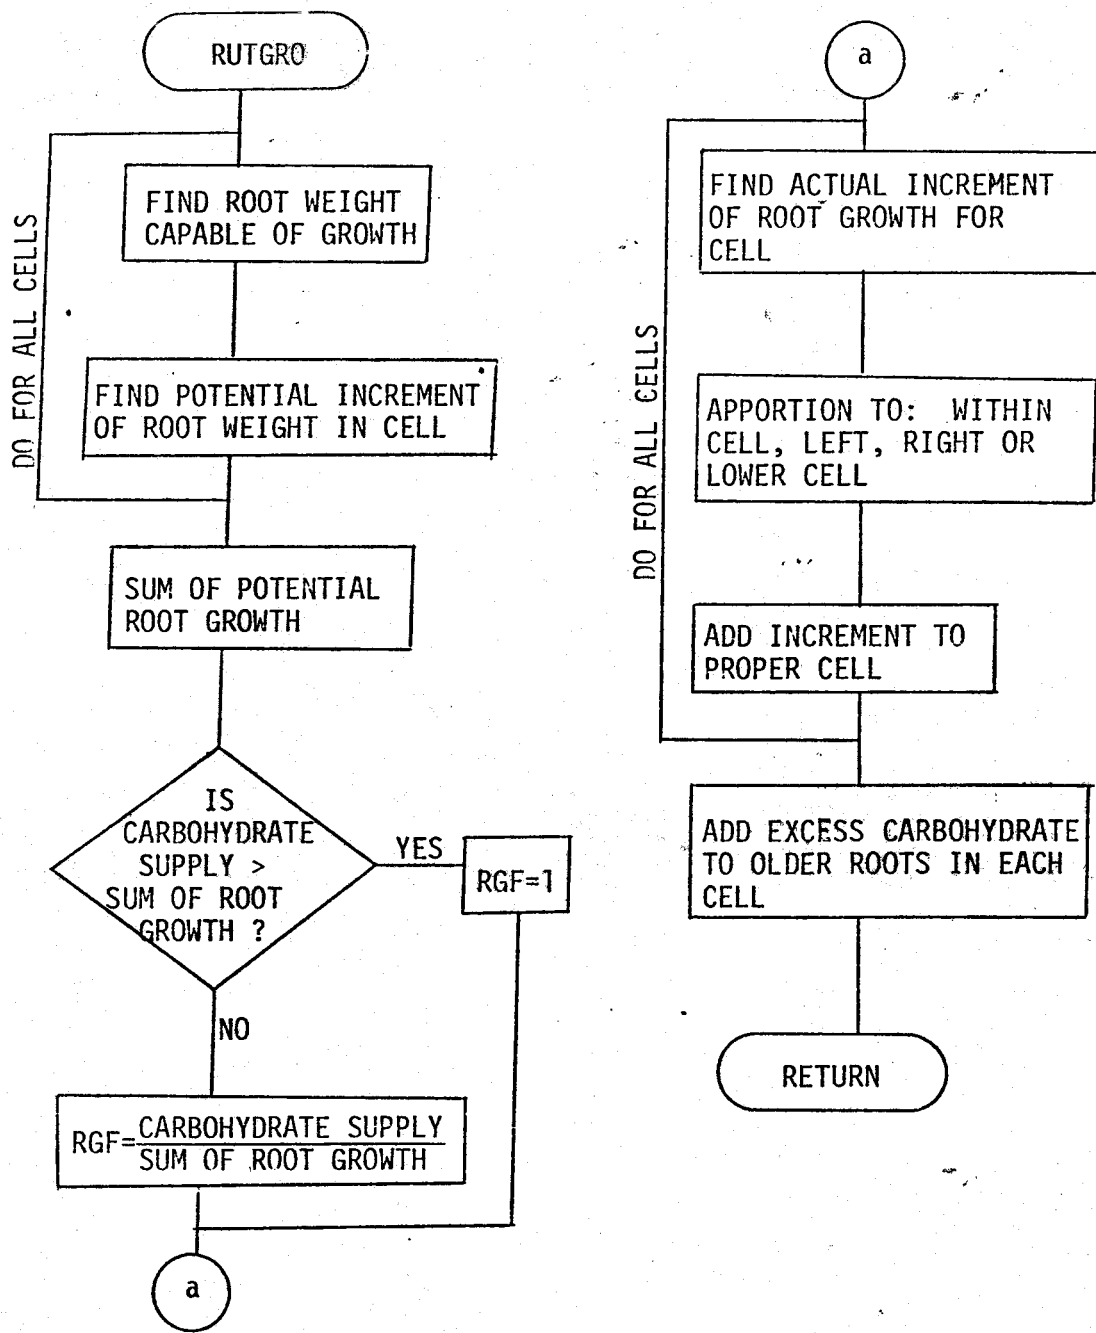 RUTGRO
DO FOR ALL CELLS
FIND ROOT WEIGHT
CAPABLE OF GROWTH
FIND POTENTIAL INCREMENT
OF ROOT WEIGHT IN CELL
SUM OF POTENTIAL
ROOT GROWTH
IS
CARBOHYDRATE
SUPPLY >
SUM OF ROOT
GROWTH ?
YES
RGF=1
NO
RGF=CARBOHYDRATE SUPPLY
SUM OF ROOT GROWTH
a
a
DO FOR ALL CELLS
FIND ACTUAL INCREMENT
OF ROOT GROWTH FOR
CELL
APPORTION TO: WITHIN
CELL, LEFT, RIGHT OR
LOWER CELL
ADD INCREMENT TO
PROPER CELL
ADD EXCESS CARBOHYDRATE
TO OLDER ROOTS IN EACH
CELL
RETURN